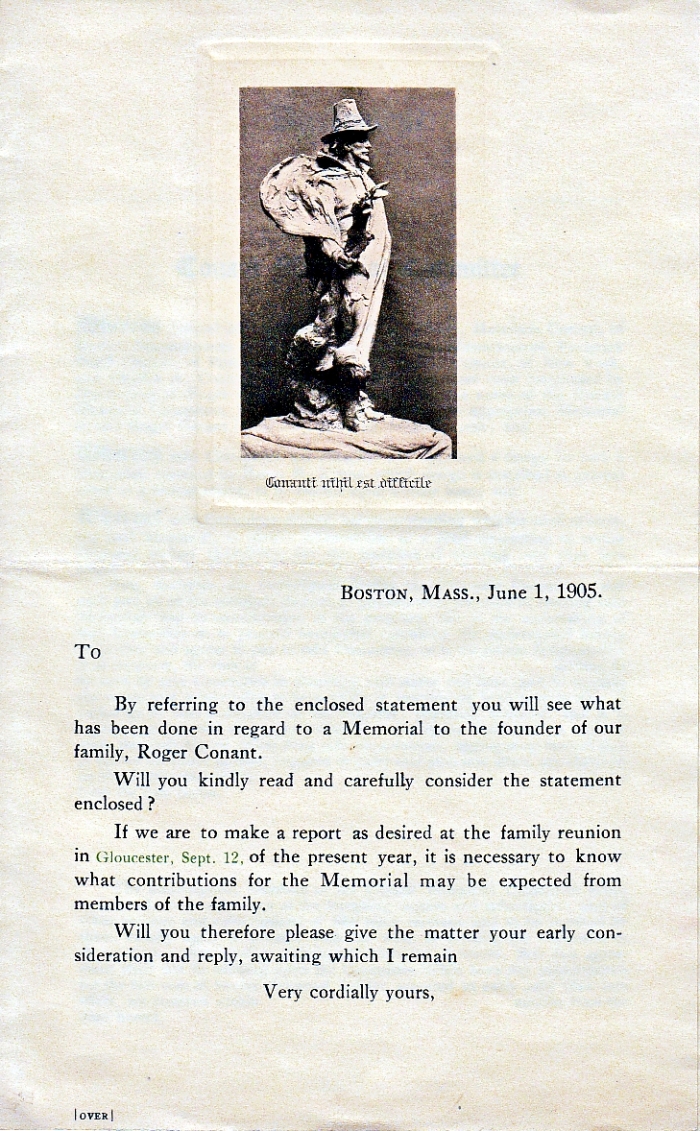 Conanti nihil est difficile
BOSTON, MASS., June 1, 1905.
To
By referring to the enclosed statement you will see what
has been done in regard to a Memorial to the founder of our
family, Roger Conant.
Will you kindly read and carefully consider the statement
enclosed?
If we are to make a report as desired at the family reunion
in Gloucester, Sept. 12, of the present year, it is necessary to know
what contributions for the Memorial may be expected from
members of the family.
Will you therefore please give the matter your early con-
sideration and reply, awaiting which I remain
Very cordially yours,
|OVER|